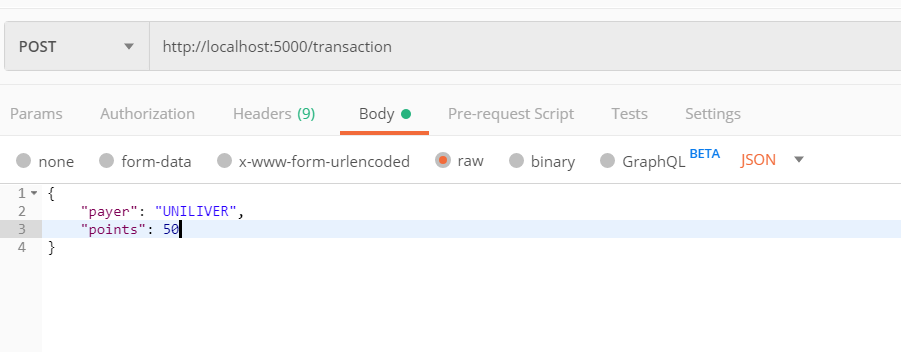 POST http://localhost:5000/transaction
Params Authorization Headers (9) Body Pre-request Script Tests Settings
none form-data x-www-form-urlencoded raw binary GraphQL BETA JSON
1 {
2 "payer": "UNILIVER",
3 "points": 50
4 }